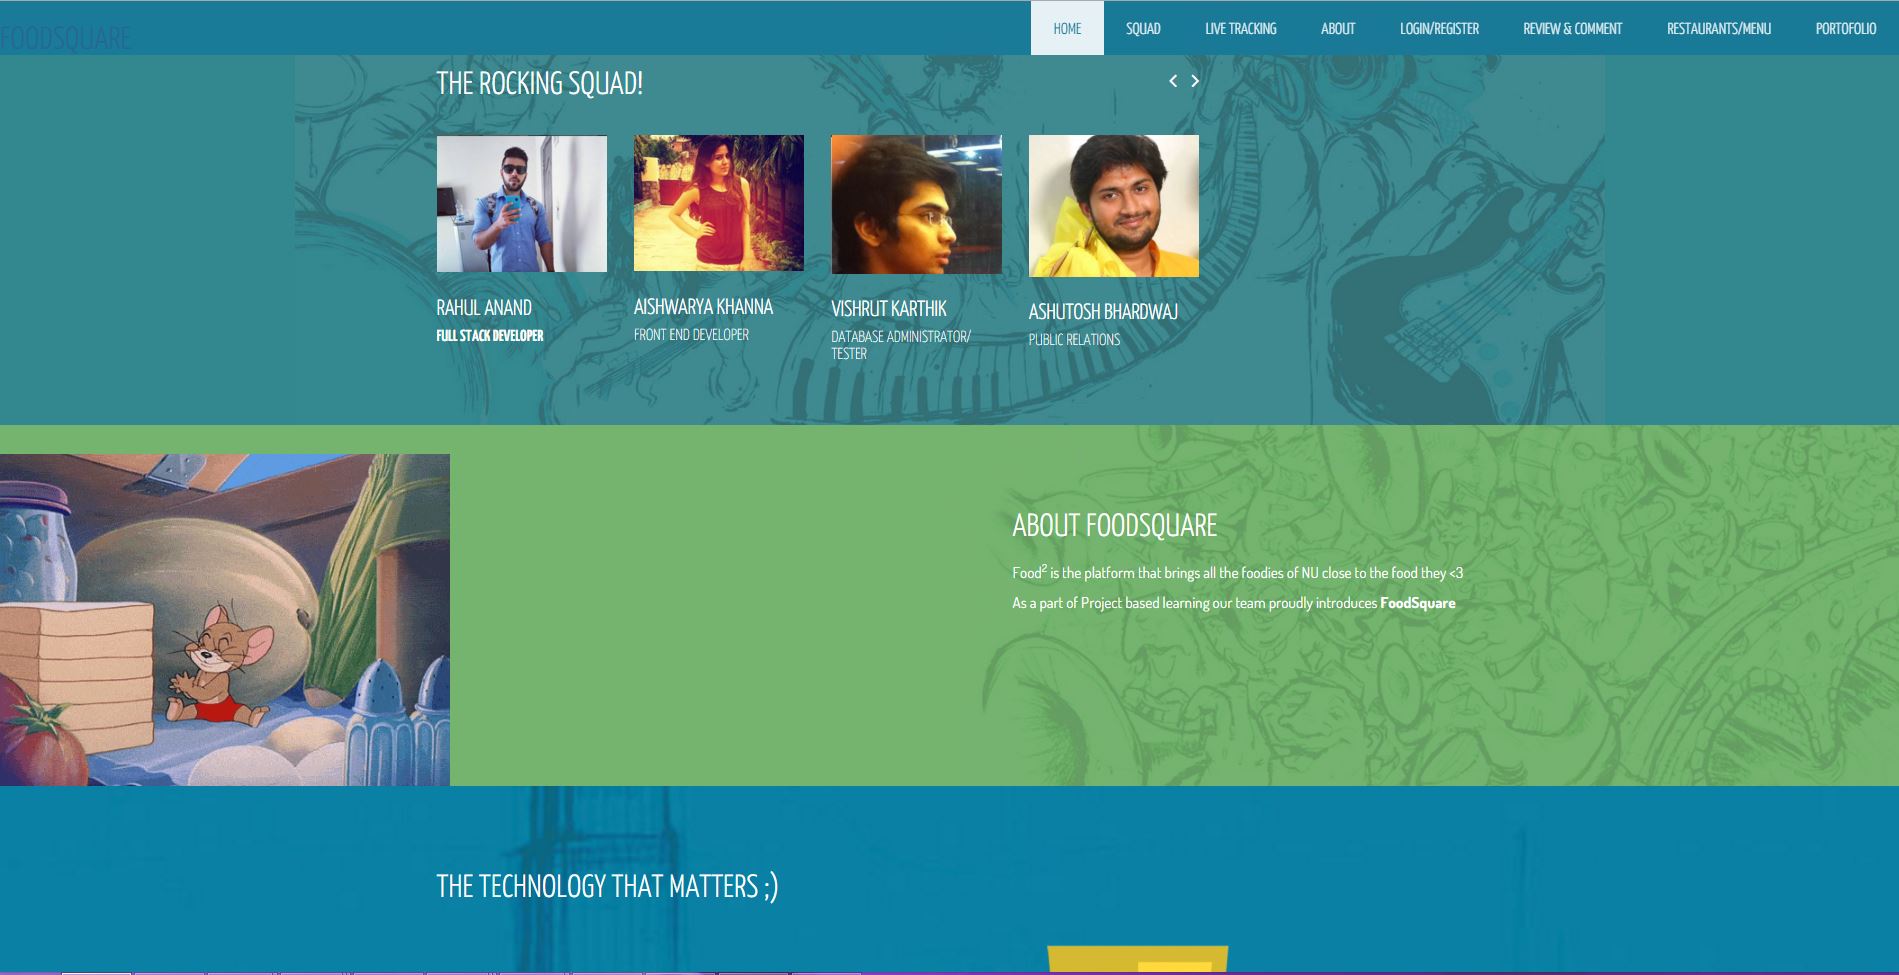 FOODSQUARE
HOME
SQUAD
LIVE TRACKING
ABOUT
LOGIN/REGISTER
REVIEW & COMMENT
RESTAURANTS/MENU
PORTOFOLIO
THE ROCKING SQUAD!
RAHUL ANAND
FULL STACK DEVELOPER
AISHWARYA KHANNA
FRONT END DEVELOPER
VISHRUT KARTHIK
DATABASE ADMINISTRATOR/
TESTER
ASHUTOSH BHARDWAJ
PUBLIC RELATIONS
ABOUT FOODSQUARE
Food² is the platform that brings all the foodies of NU close to the food they <3
As a part of Project based learning our team proudly introduces FoodSquare
THE TECHNOLOGY THAT MATTERS ;)